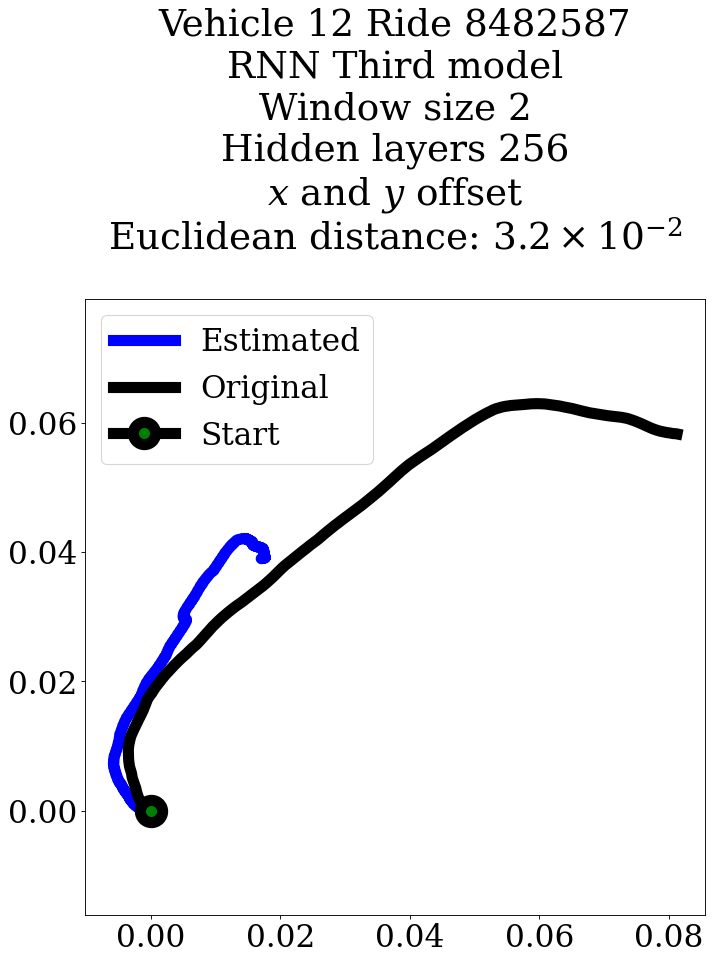 Vehicle 12 Ride 8482587
RNN Third model
Window size 2
Hidden layers 256
x and y offset
Euclidean distance: 3.2 × 10⁻²
Estimated
Original
Start
0.06
0.04
0.02
0.00
0.00 0.02 0.04 0.06 0.08